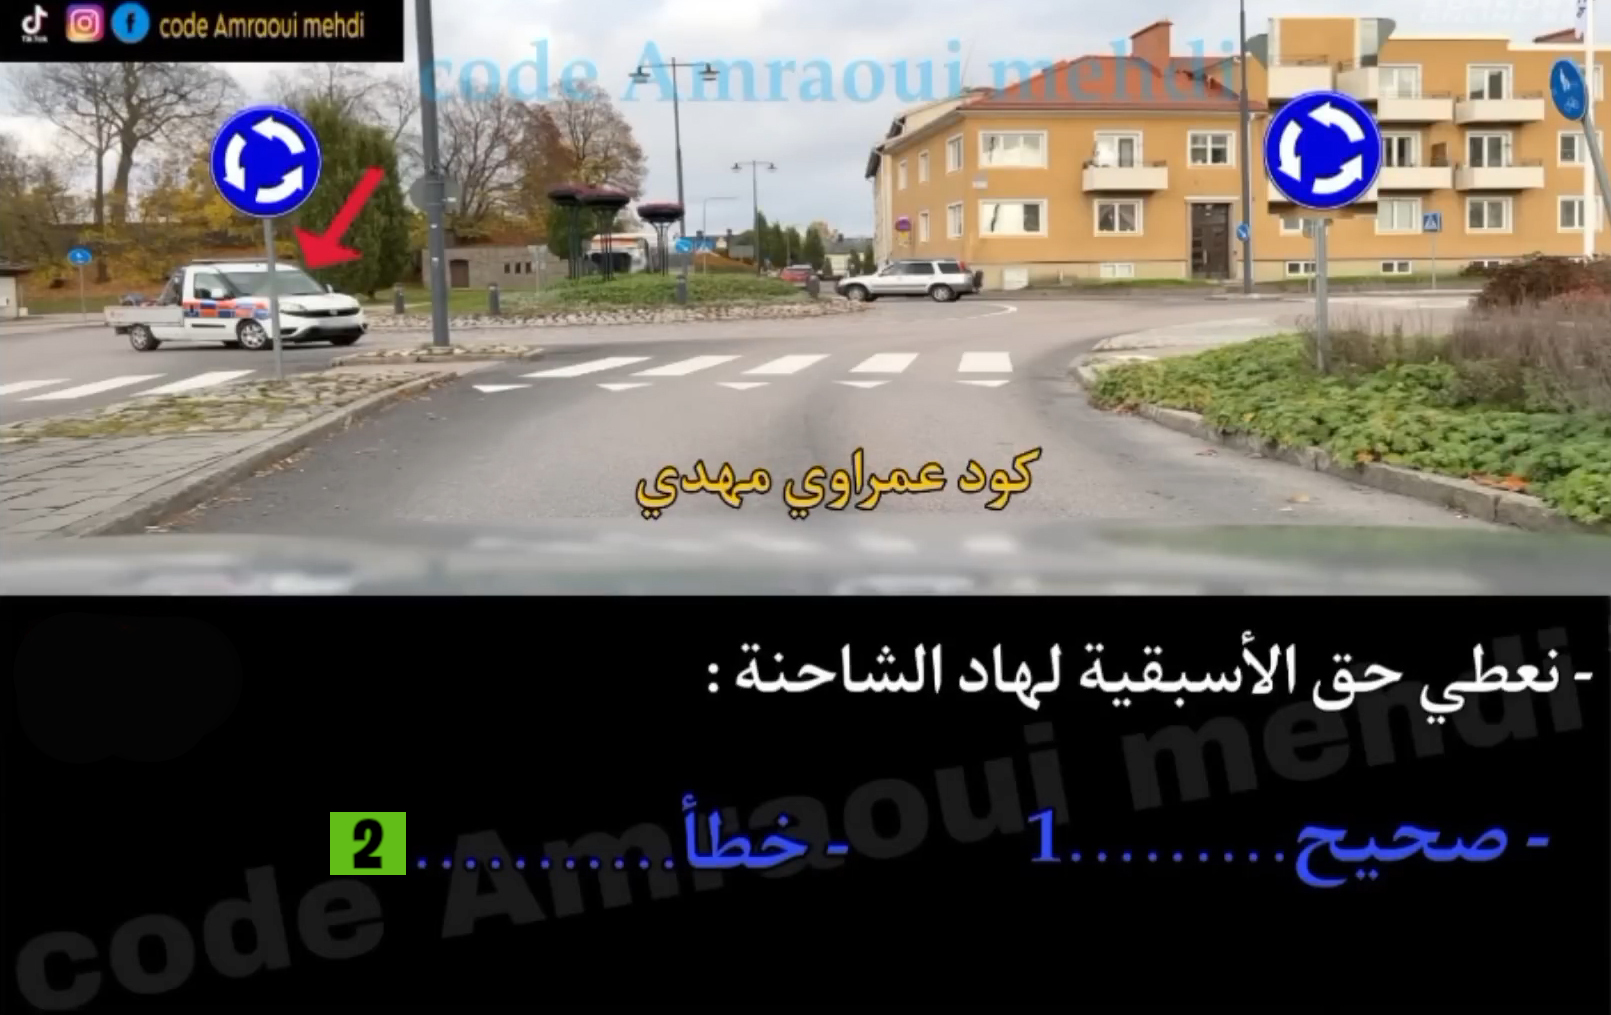 code Amraoui mehdi
code Amraoui mehdi
كود عمراوي مهدي
- نعطي حق الأسبقية لهاد الشاحنة :
- صحيح.........1 - خطأ............2
code Amraoui mehdi